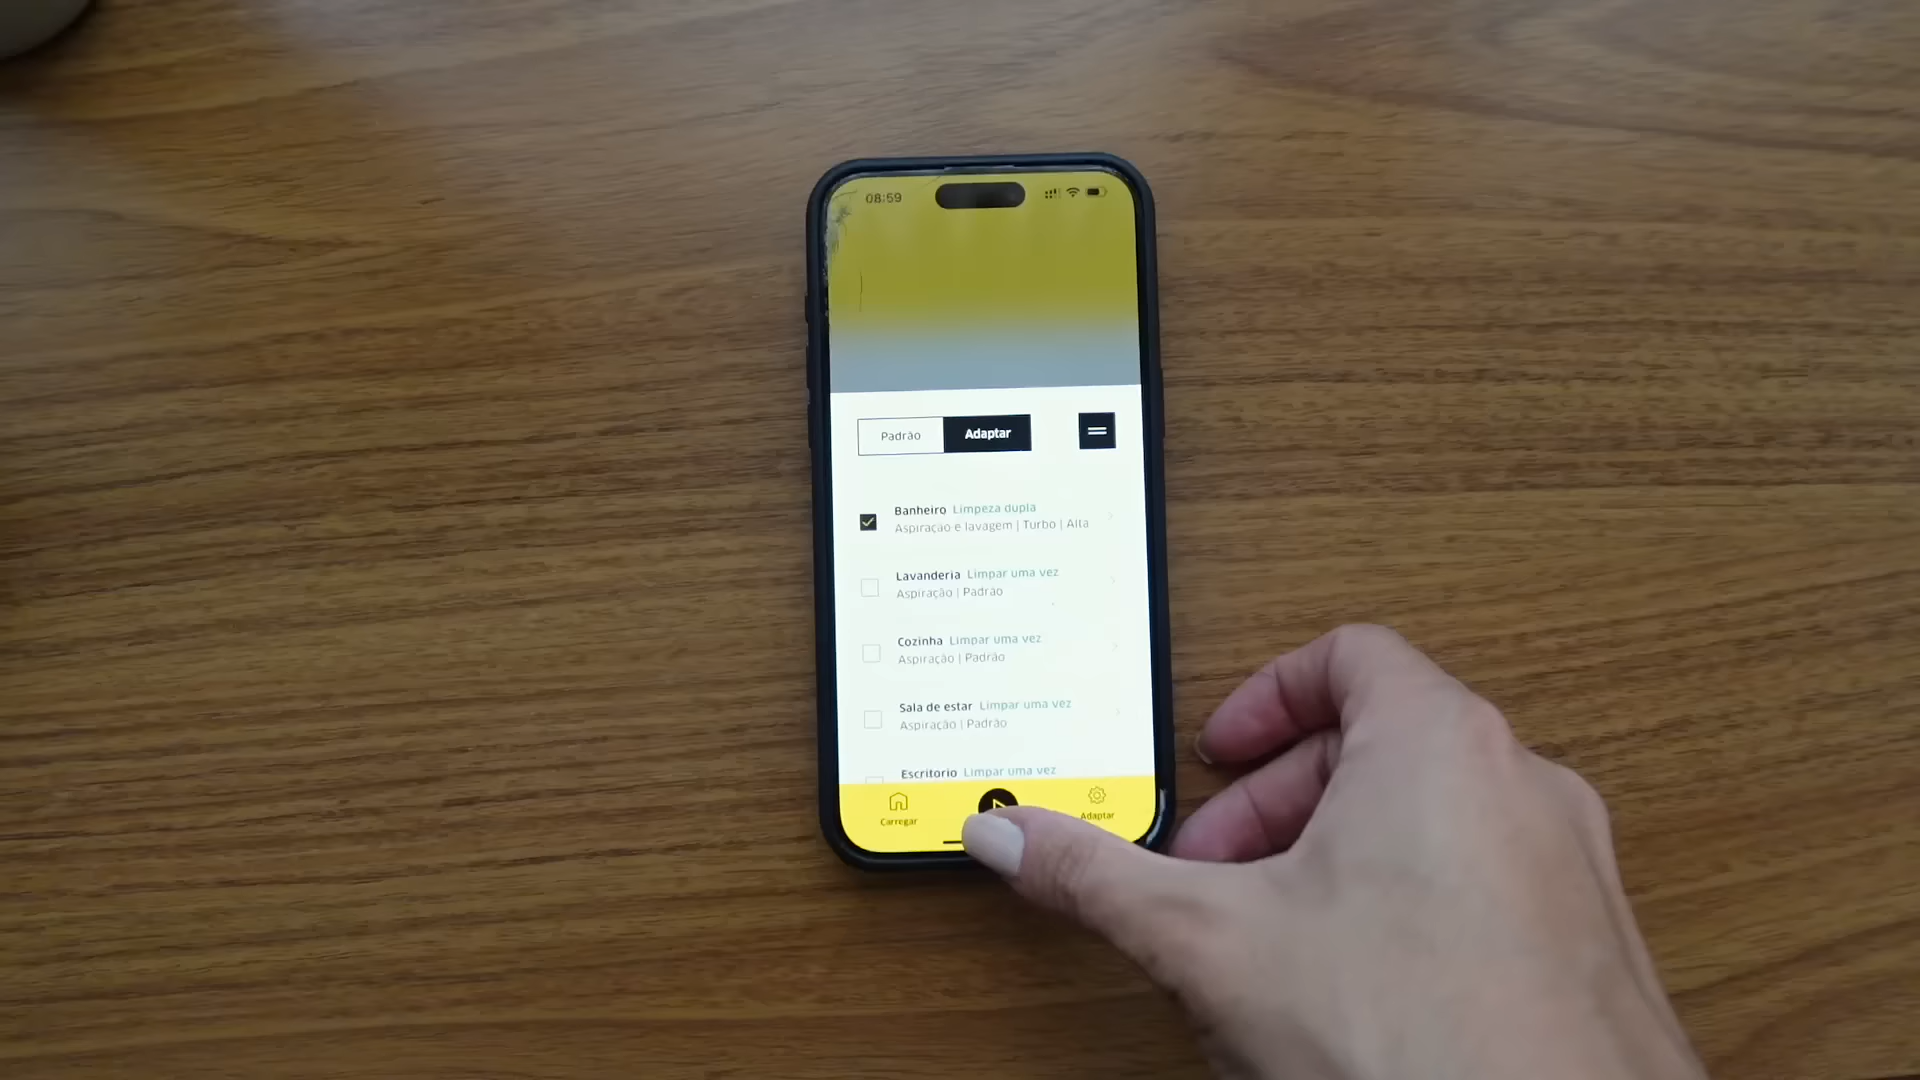 08:59
Padrão Adaptar
Banheiro Limpeza dupla
Aspiração e lavagem | Turbo | Alta
Lavanderia Limpar uma vez
Aspiração | Padrão
Cozinha Limpar uma vez
Aspiração | Padrão
Sala de estar Limpar uma vez
Aspiração | Padrão
Escritorio Limpar uma vez
Carregar Adaptar